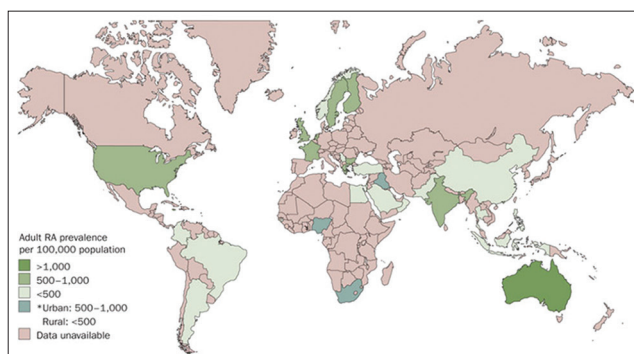 Adult RA prevalence
per 100,000 population
>1,000
500–1,000
<500
*Urban: 500–1,000
Rural: <500
Data unavailable